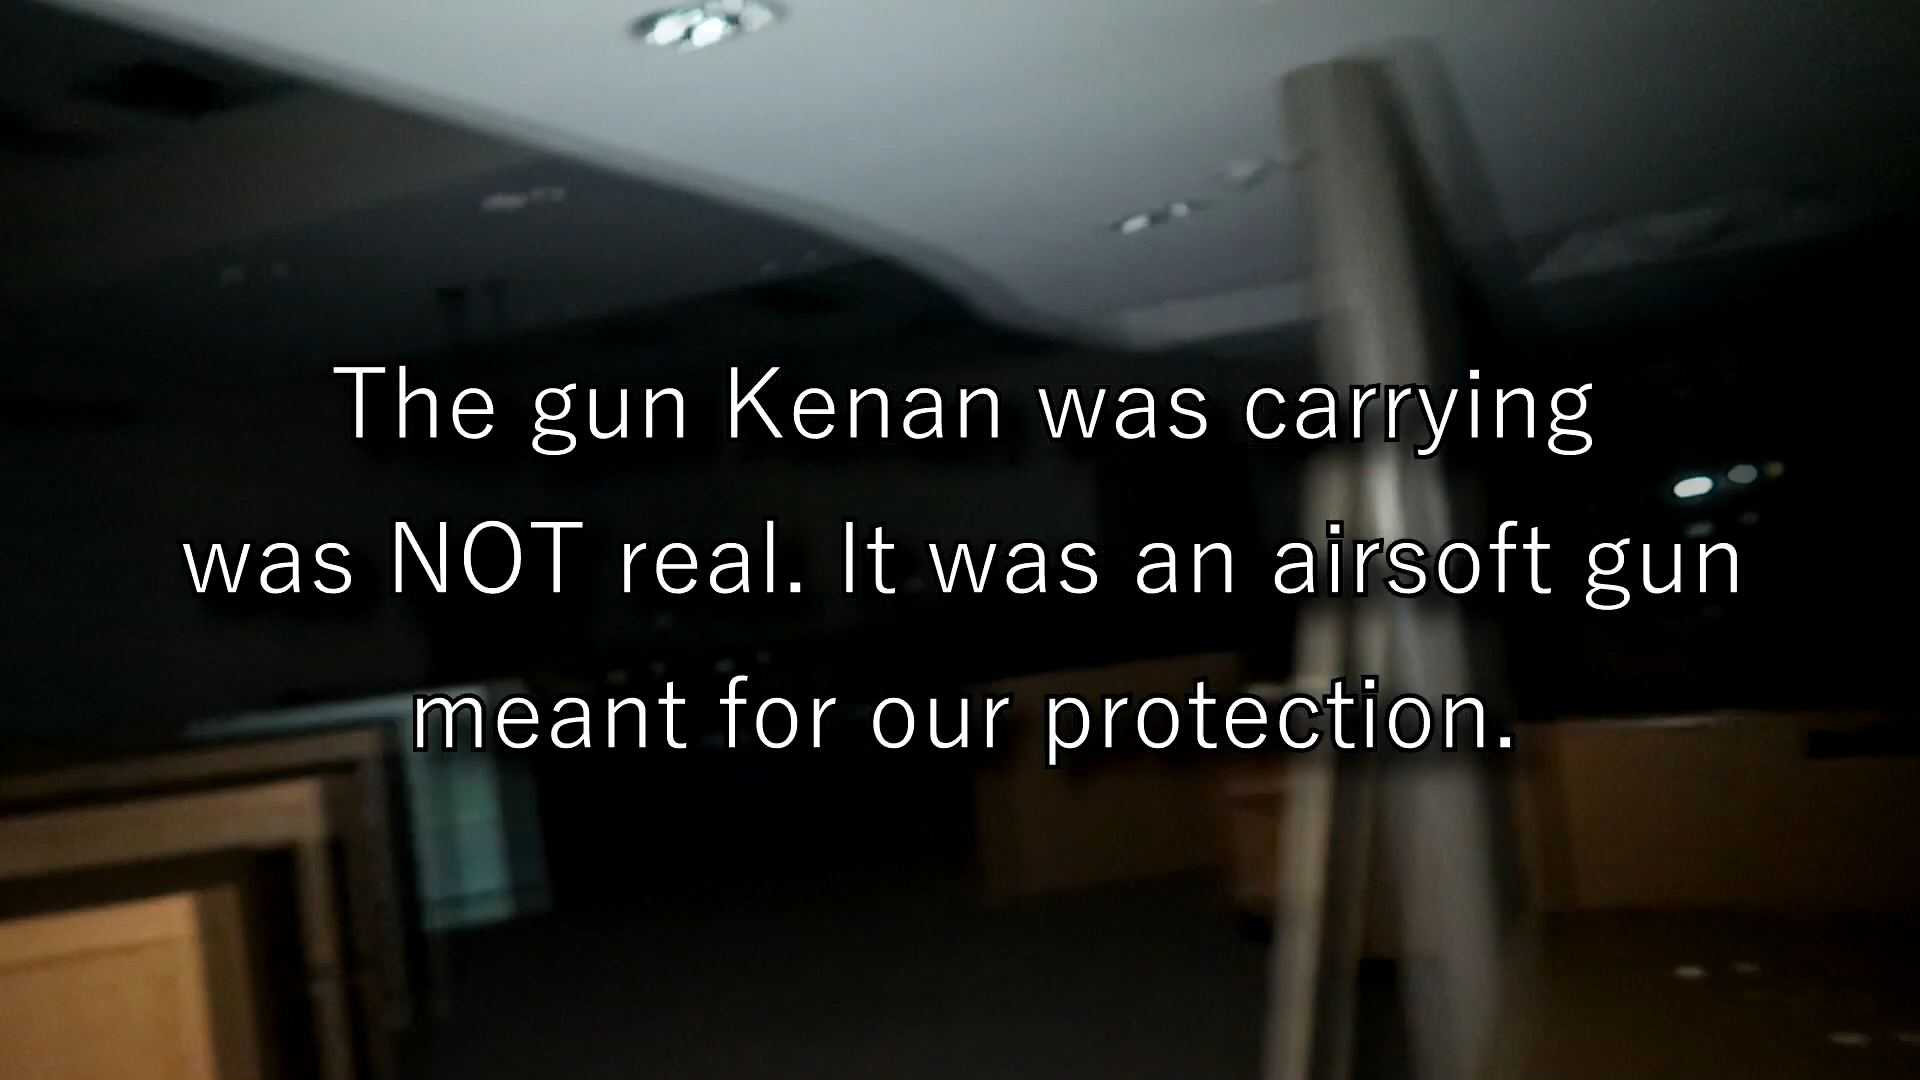 The gun Kenan was carrying
was NOT real. It was an airsoft gun
meant for our protection.